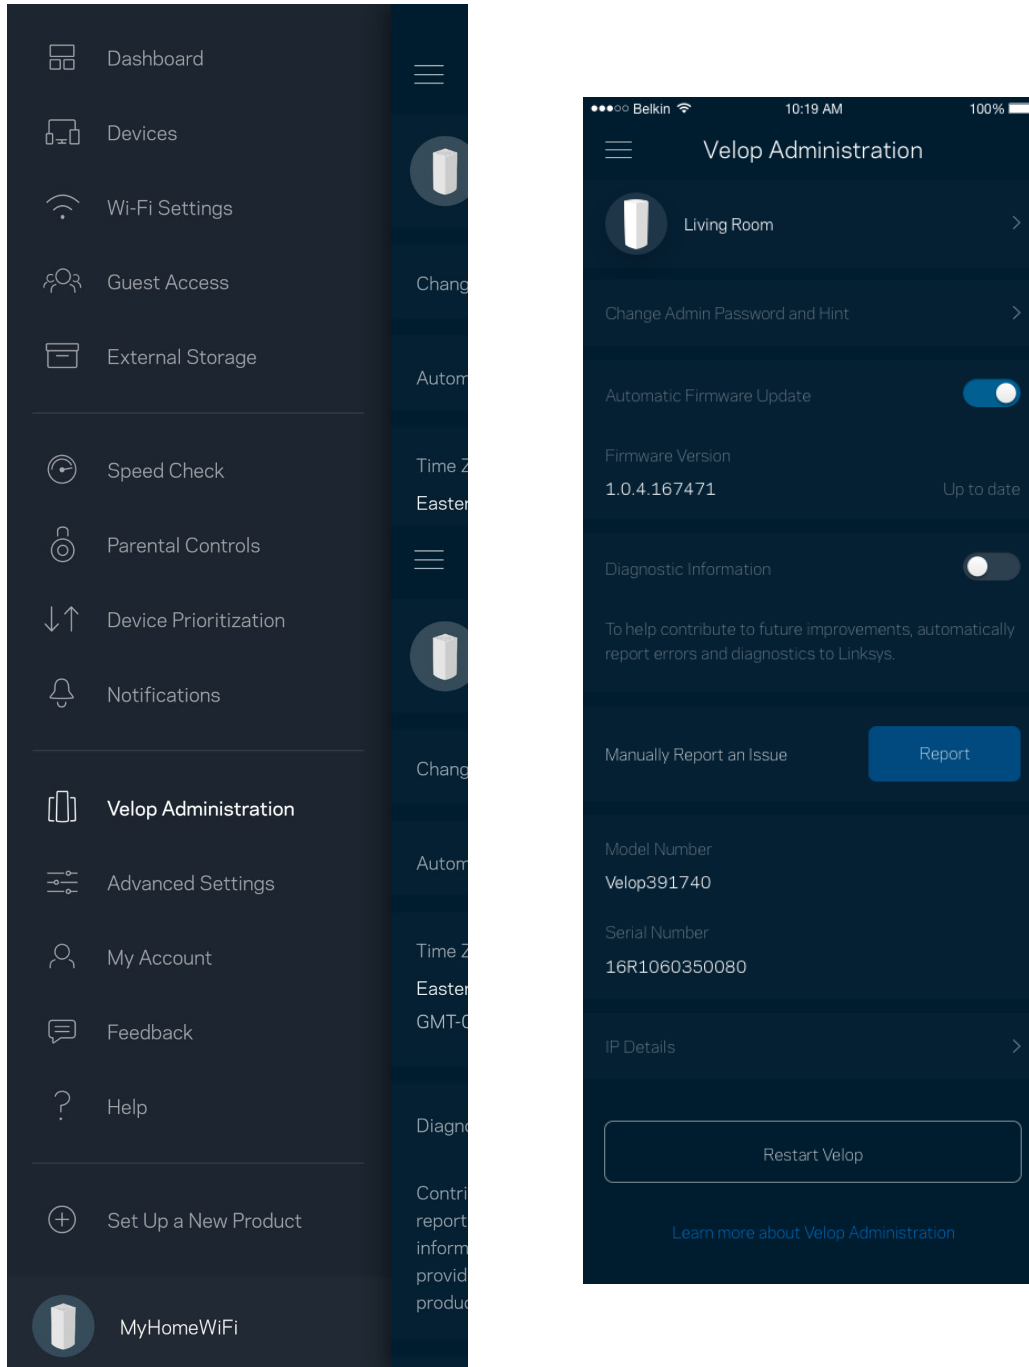 Dashboard
Devices
Wi-Fi Settings
Guest Access
External Storage
Speed Check
Parental Controls
Device Prioritization
Notifications
Velop Administration
Advanced Settings
My Account
Feedback
Help
Set Up a New Product
MyHomeWiFi
Chang
Autom
Time Z
Easter
Chang
Autom
Time Z
Easter
GMT-0
Diagno
Contri
report
inform
provid
produc
Belkin 10:19 AM 100%
Velop Administration
Living Room
Change Admin Password and Hint
Automatic Firmware Update
Firmware Version
1.0.4.167471 Up to date
Diagnostic Information
To help contribute to future improvements, automatically
report errors and diagnostics to Linksys.
Manually Report an Issue Report
Model Number
Velop391740
Serial Number
16R1060350080
IP Details
Restart Velop
Learn more about Velop Administration